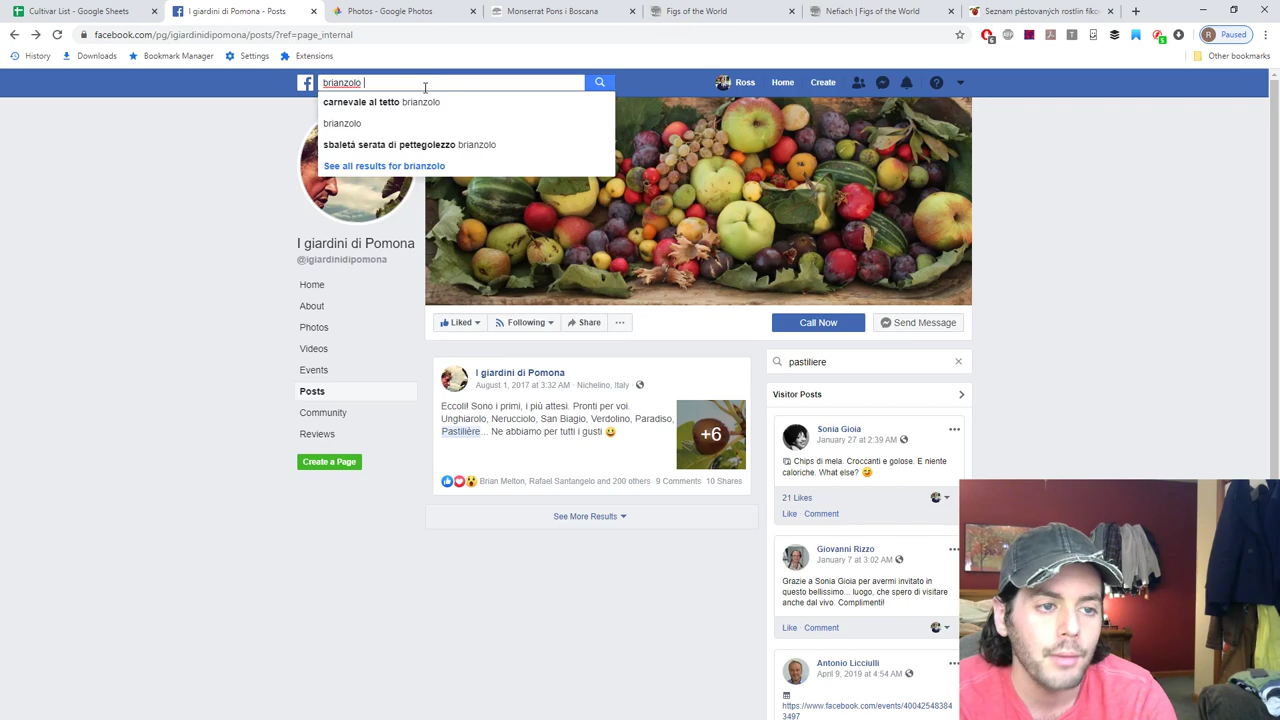 Cultivar List - Google Sheets
I giardini di Pomona - Posts
Photos - Google Photos
Monserrat Pons i Boscana
Figs of the World
Nefiach | Figs of the World
Seznam pěstovaných rostlin fíko
facebook.com/pg/igiardinidipomona/posts/?ref=page_internal
R Paused
History
Downloads
Bookmark Manager
Settings
Extensions
Other bookmarks
brianzolo
Ross
Home
Create
carnevale al tetto brianzolo
brianzolo
sbaletá serata di pettegolezzo brianzolo
See all results for brianzolo
I giardini di Pomona
@igiardinidipomona
Home
About
Photos
Videos
Events
Posts
Community
Reviews
Create a Page
Liked
Following
Share
Call Now
Send Message
I giardini di Pomona
August 1, 2017 at 3:32 AM · Nichelino, Italy ·
Eccoli! Sono i primi, i più attesi. Pronti per voi.
Unghiarolo, Nerucciolo, San Biagio, Verdolino, Paradiso,
Pastilière... Ne abbiamo per tutti i gusti
+6
Brian Melton, Rafael Santangelo and 200 others
9 Comments
10 Shares
See More Results
pastiliere
Visitor Posts
Sonia Gioia
January 27 at 2:39 AM ·
Chips di mela. Croccanti e golose. E niente
caloriche. What else?
21 Likes
Like · Comment
Giovanni Rizzo
January 7 at 3:02 AM ·
Grazie a Sonia Gioia per avermi invitato in
questo bellissimo... luogo, che spero di visitare
anche dal vivo. Complimenti!
Like · Comment
Antonio Licciulli
April 9, 2019 at 4:54 AM ·
https://www.facebook.com/events/40042548384
3497